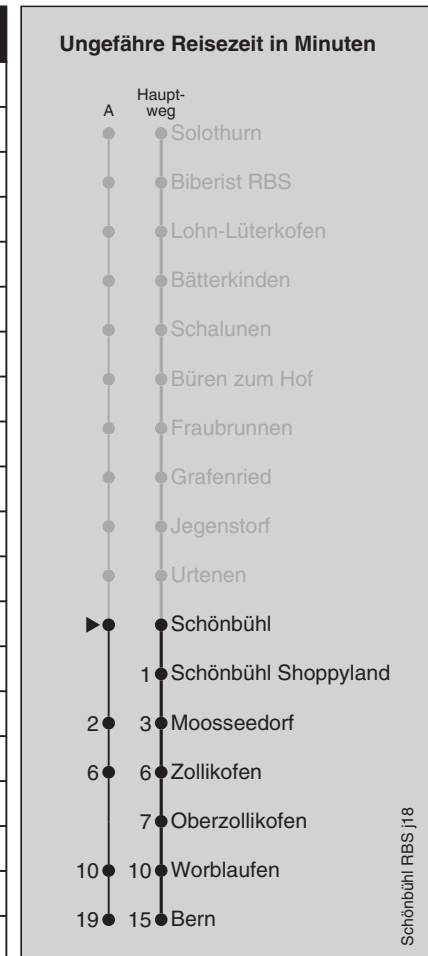 Ungefähre Reisezeit in Minuten
A
Haupt-
weg
Solothurn
Biberist RBS
Lohn-Lüterkofen
Bätterkinden
Schalunen
Büren zum Hof
Fraubrunnen
Grafenried
Jegenstorf
Urtenen
Schönbühl
1 Schönbühl Shoppyland
2 3 Moosseedorf
6 6 Zollikofen
7 Oberzollikofen
10 10 Worblaufen
19 15 Bern
Schönbühl RBS j18